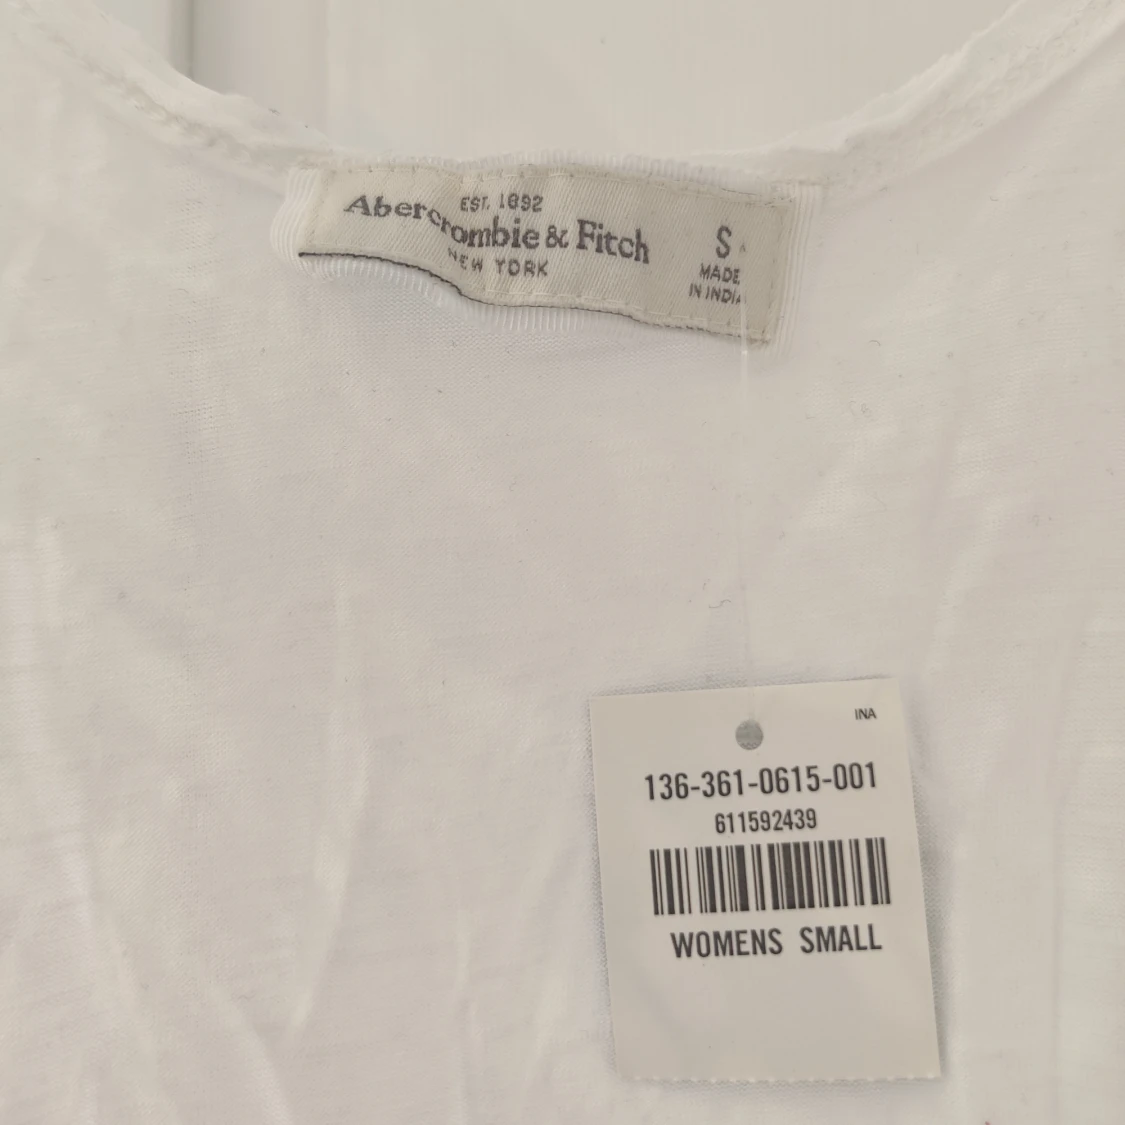 EST. 1892
Abercrombie & Fitch
NEW YORK
S
MADE
IN INDIA
INA
136-361-0615-001
611592439
WOMENS SMALL